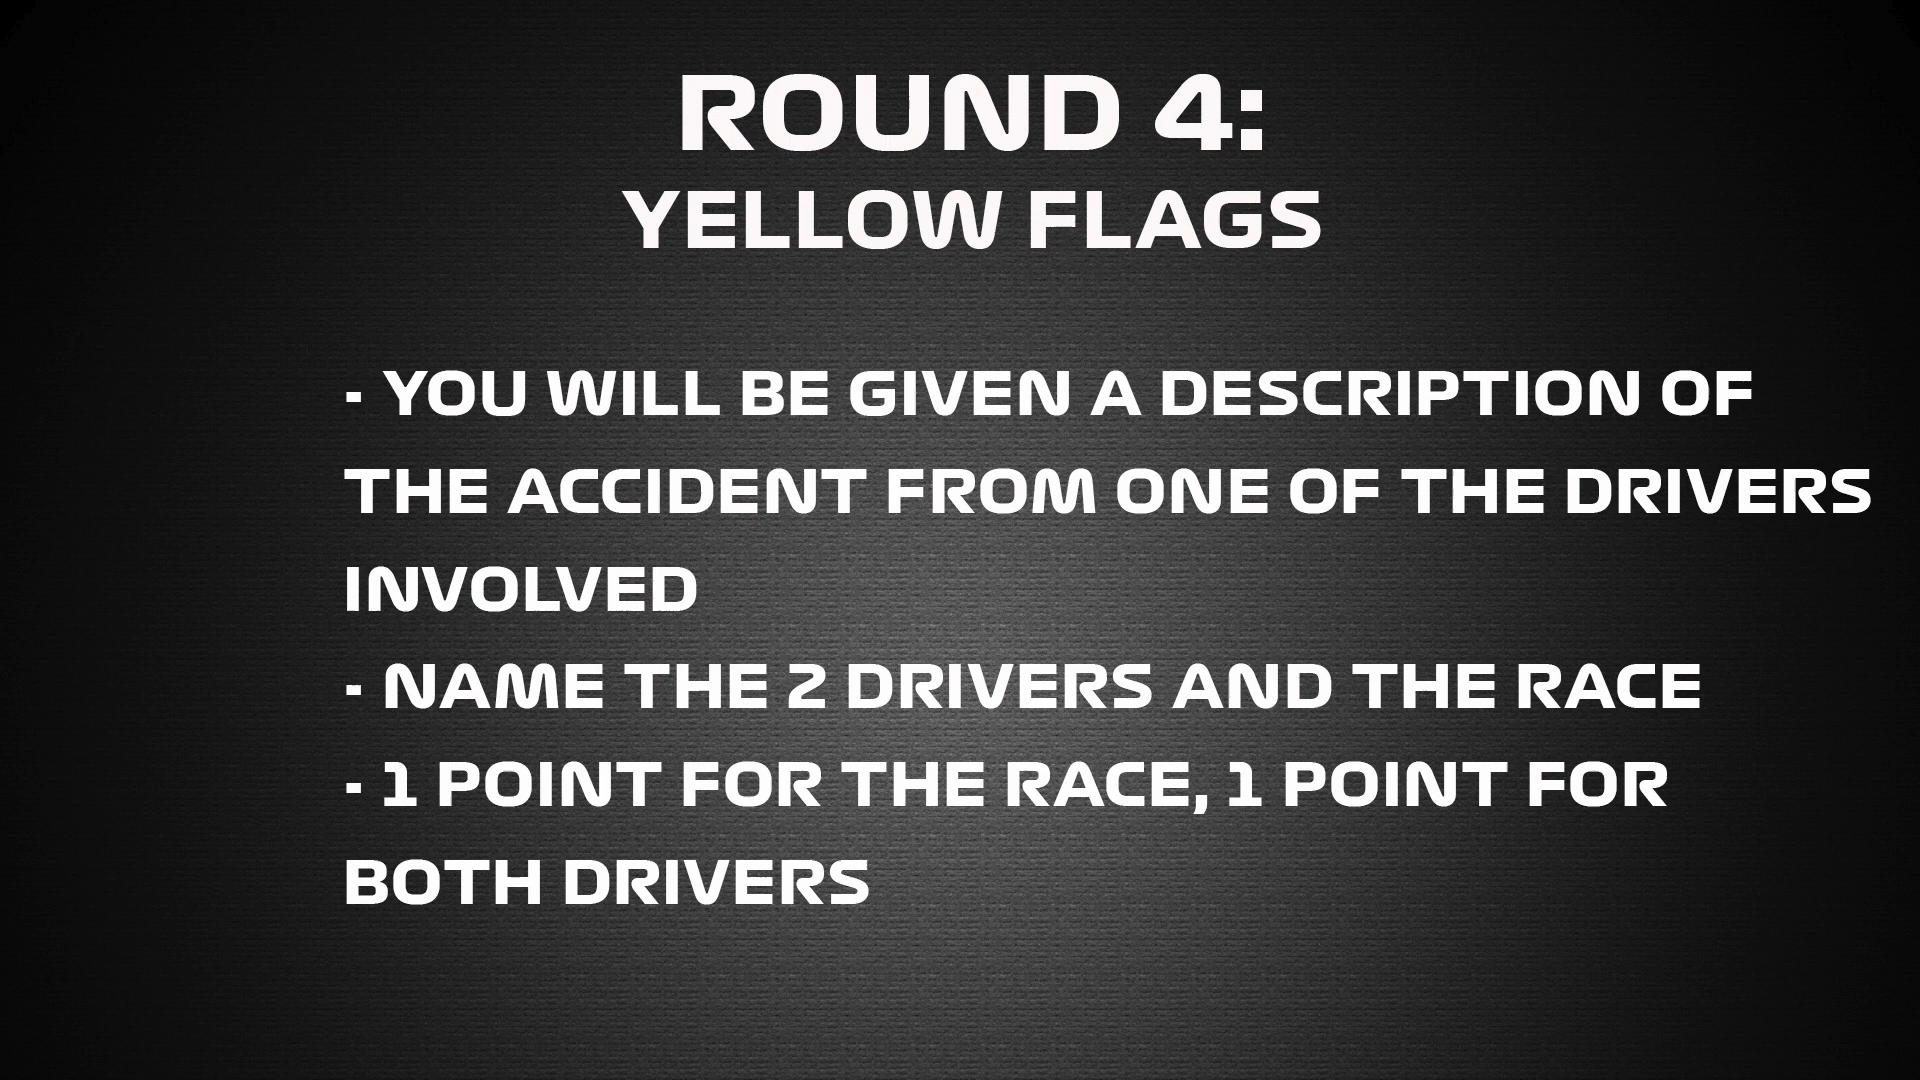 ROUND 4:
YELLOW FLAGS
- YOU WILL BE GIVEN A DESCRIPTION OF
THE ACCIDENT FROM ONE OF THE DRIVERS
INVOLVED
- NAME THE 2 DRIVERS AND THE RACE
- 1 POINT FOR THE RACE, 1 POINT FOR
BOTH DRIVERS